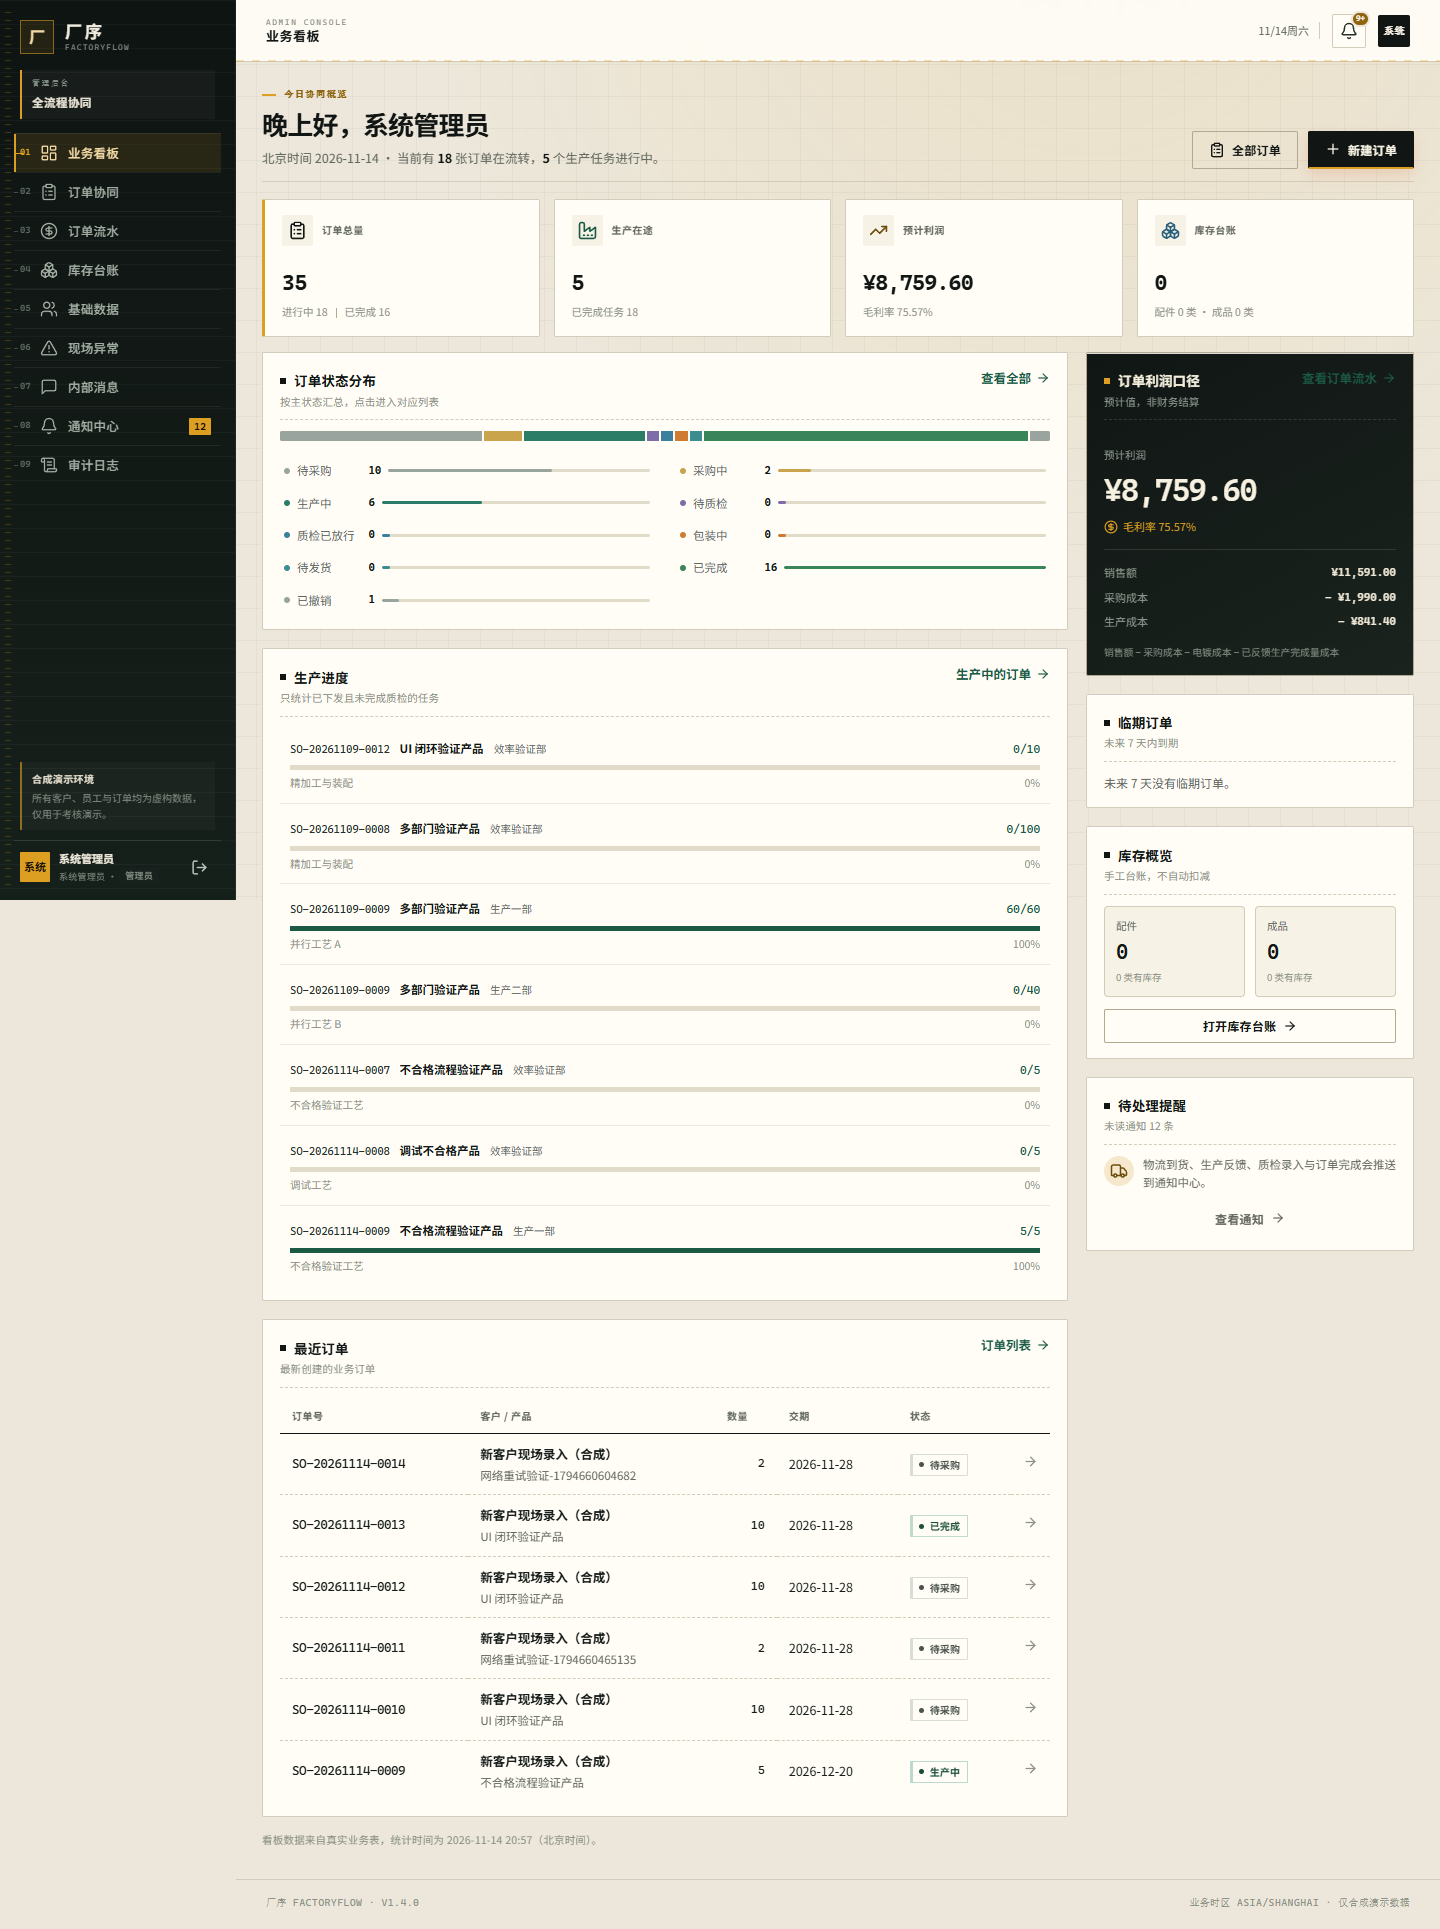 厂
厂序
FACTORYFLOW
管理后台
全流程协同
01 业务看板
02 订单协同
03 订单流水
04 库存台账
05 基础数据
06 现场异常
07 内部消息
08 通知中心 12
09 审计日志
合成演示环境
所有客户、员工与订单均为虚构数据，
仅用于考核演示。
系统
系统管理员
系统管理员 · 管理员
ADMIN CONSOLE
业务看板
11/14周六
9+
系统
今日协同概览
晚上好，系统管理员
北京时间 2026-11-14 · 当前有 18 张订单在流转，5 个生产任务进行中。
全部订单
新建订单
订单总量
35
进行中 18 | 已完成 16
生产在途
5
已完成任务 18
预计利润
¥8,759.60
毛利率 75.57%
库存台账
0
配件 0 类 · 成品 0 类
订单状态分布
查看全部
按主状态汇总，点击进入对应列表
待采购 10
采购中 2
生产中 6
待质检 0
质检已放行 0
包装中 0
待发货 0
已完成 16
已撤销 1
订单利润口径
查看订单流水
预计值，非财务结算
预计利润
¥8,759.60
毛利率 75.57%
销售额 ¥11,591.00
采购成本 − ¥1,990.00
生产成本 − ¥841.40
销售额 − 采购成本 − 电镀成本 − 已反馈生产完成量成本
生产进度
生产中的订单
只统计已下发且未完成质检的任务
SO-20261109-0012 UI 闭环验证产品 效率验证部 0/10
精加工与装配 0%
SO-20261109-0008 多部门验证产品 效率验证部 0/100
精加工与装配 0%
SO-20261109-0009 多部门验证产品 生产一部 60/60
并行工艺 A 100%
SO-20261109-0009 多部门验证产品 生产二部 0/40
并行工艺 B 0%
SO-20261114-0007 不合格流程验证产品 效率验证部 0/5
不合格验证工艺 0%
SO-20261114-0008 调试不合格产品 效率验证部 0/5
调试工艺 0%
SO-20261114-0009 不合格流程验证产品 生产一部 5/5
不合格验证工艺 100%
临期订单
未来 7 天内到期
未来 7 天没有临期订单。
库存概览
手工台账，不自动扣减
配件
0
0 类有库存
成品
0
0 类有库存
打开库存台账
待处理提醒
未读通知 12 条
物流到货、生产反馈、质检录入与订单完成会推送
到通知中心。
查看通知
最近订单
订单列表
最新创建的业务订单
订单号 客户 / 产品 数量 交期 状态
SO-20261114-0014 新客户现场录入（合成） 2 2026-11-28 待采购
网络重试验证-1794660604682
SO-20261114-0013 新客户现场录入（合成） 10 2026-11-28 已完成
UI 闭环验证产品
SO-20261114-0012 新客户现场录入（合成） 10 2026-11-28 待采购
UI 闭环验证产品
SO-20261114-0011 新客户现场录入（合成） 2 2026-11-28 待采购
网络重试验证-1794660465135
SO-20261114-0010 新客户现场录入（合成） 10 2026-11-28 待采购
UI 闭环验证产品
SO-20261114-0009 新客户现场录入（合成） 5 2026-12-20 生产中
不合格流程验证产品
看板数据来自真实业务表，统计时间为 2026-11-14 20:57（北京时间）。
厂序 FACTORYFLOW · V1.4.0
业务时区 ASIA/SHANGHAI · 仅合成演示数据